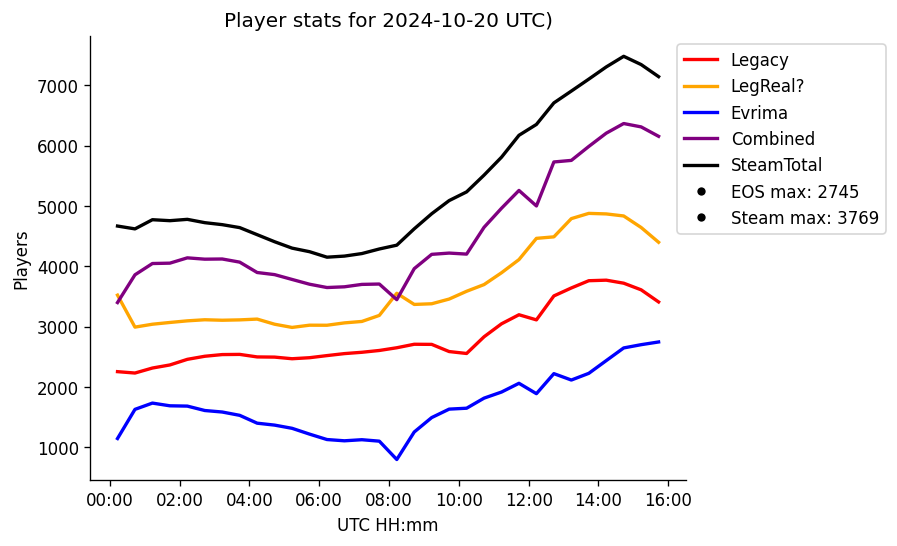 Player stats for 2024-10-20 UTC)
Legacy
LegReal?
Evrima
Combined
SteamTotal
EOS max: 2745
Steam max: 3769
Players
7000
6000
5000
4000
3000
2000
1000
00:00 02:00 04:00 06:00 08:00 10:00 12:00 14:00 16:00
UTC HH:mm